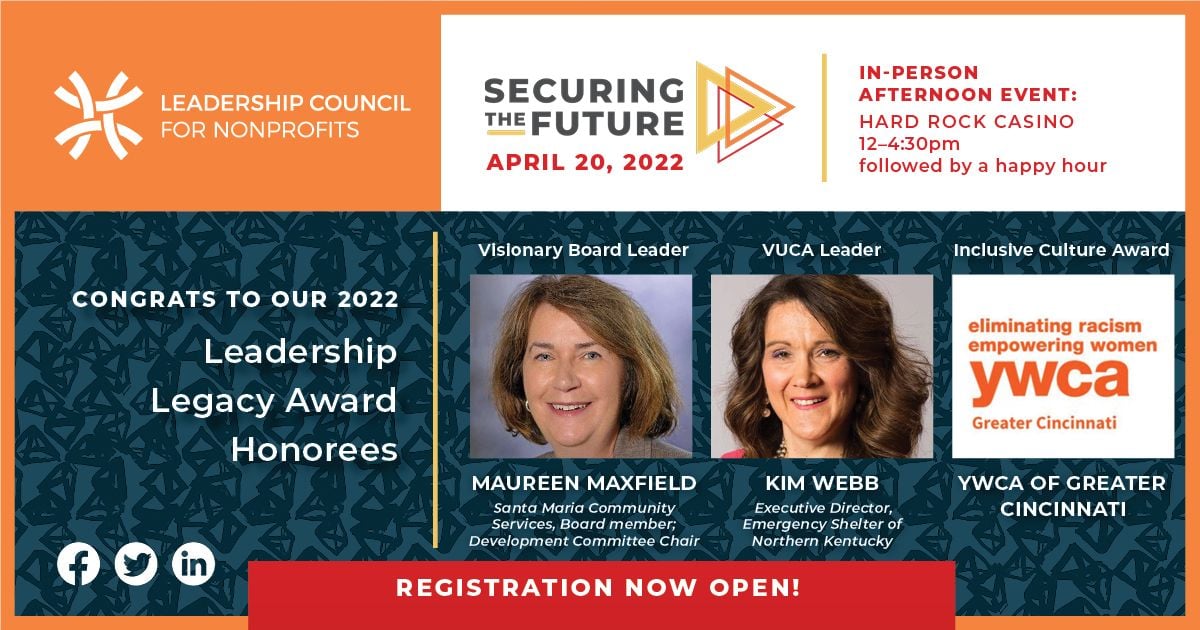 LEADERSHIP COUNCIL
FOR NONPROFITS
SECURING
THE FUTURE
APRIL 20, 2022
IN-PERSON
AFTERNOON EVENT:
HARD ROCK CASINO
12–4:30pm
followed by a happy hour
CONGRATS TO OUR 2022
Leadership
Legacy Award
Honorees
Visionary Board Leader
MAUREEN MAXFIELD
Santa Maria Community
Services, Board member;
Development Committee Chair
VUCA Leader
KIM WEBB
Executive Director,
Emergency Shelter of
Northern Kentucky
Inclusive Culture Award
eliminating racism
empowering women
ywca
Greater Cincinnati
YWCA OF GREATER
CINCINNATI
f
in
REGISTRATION NOW OPEN!